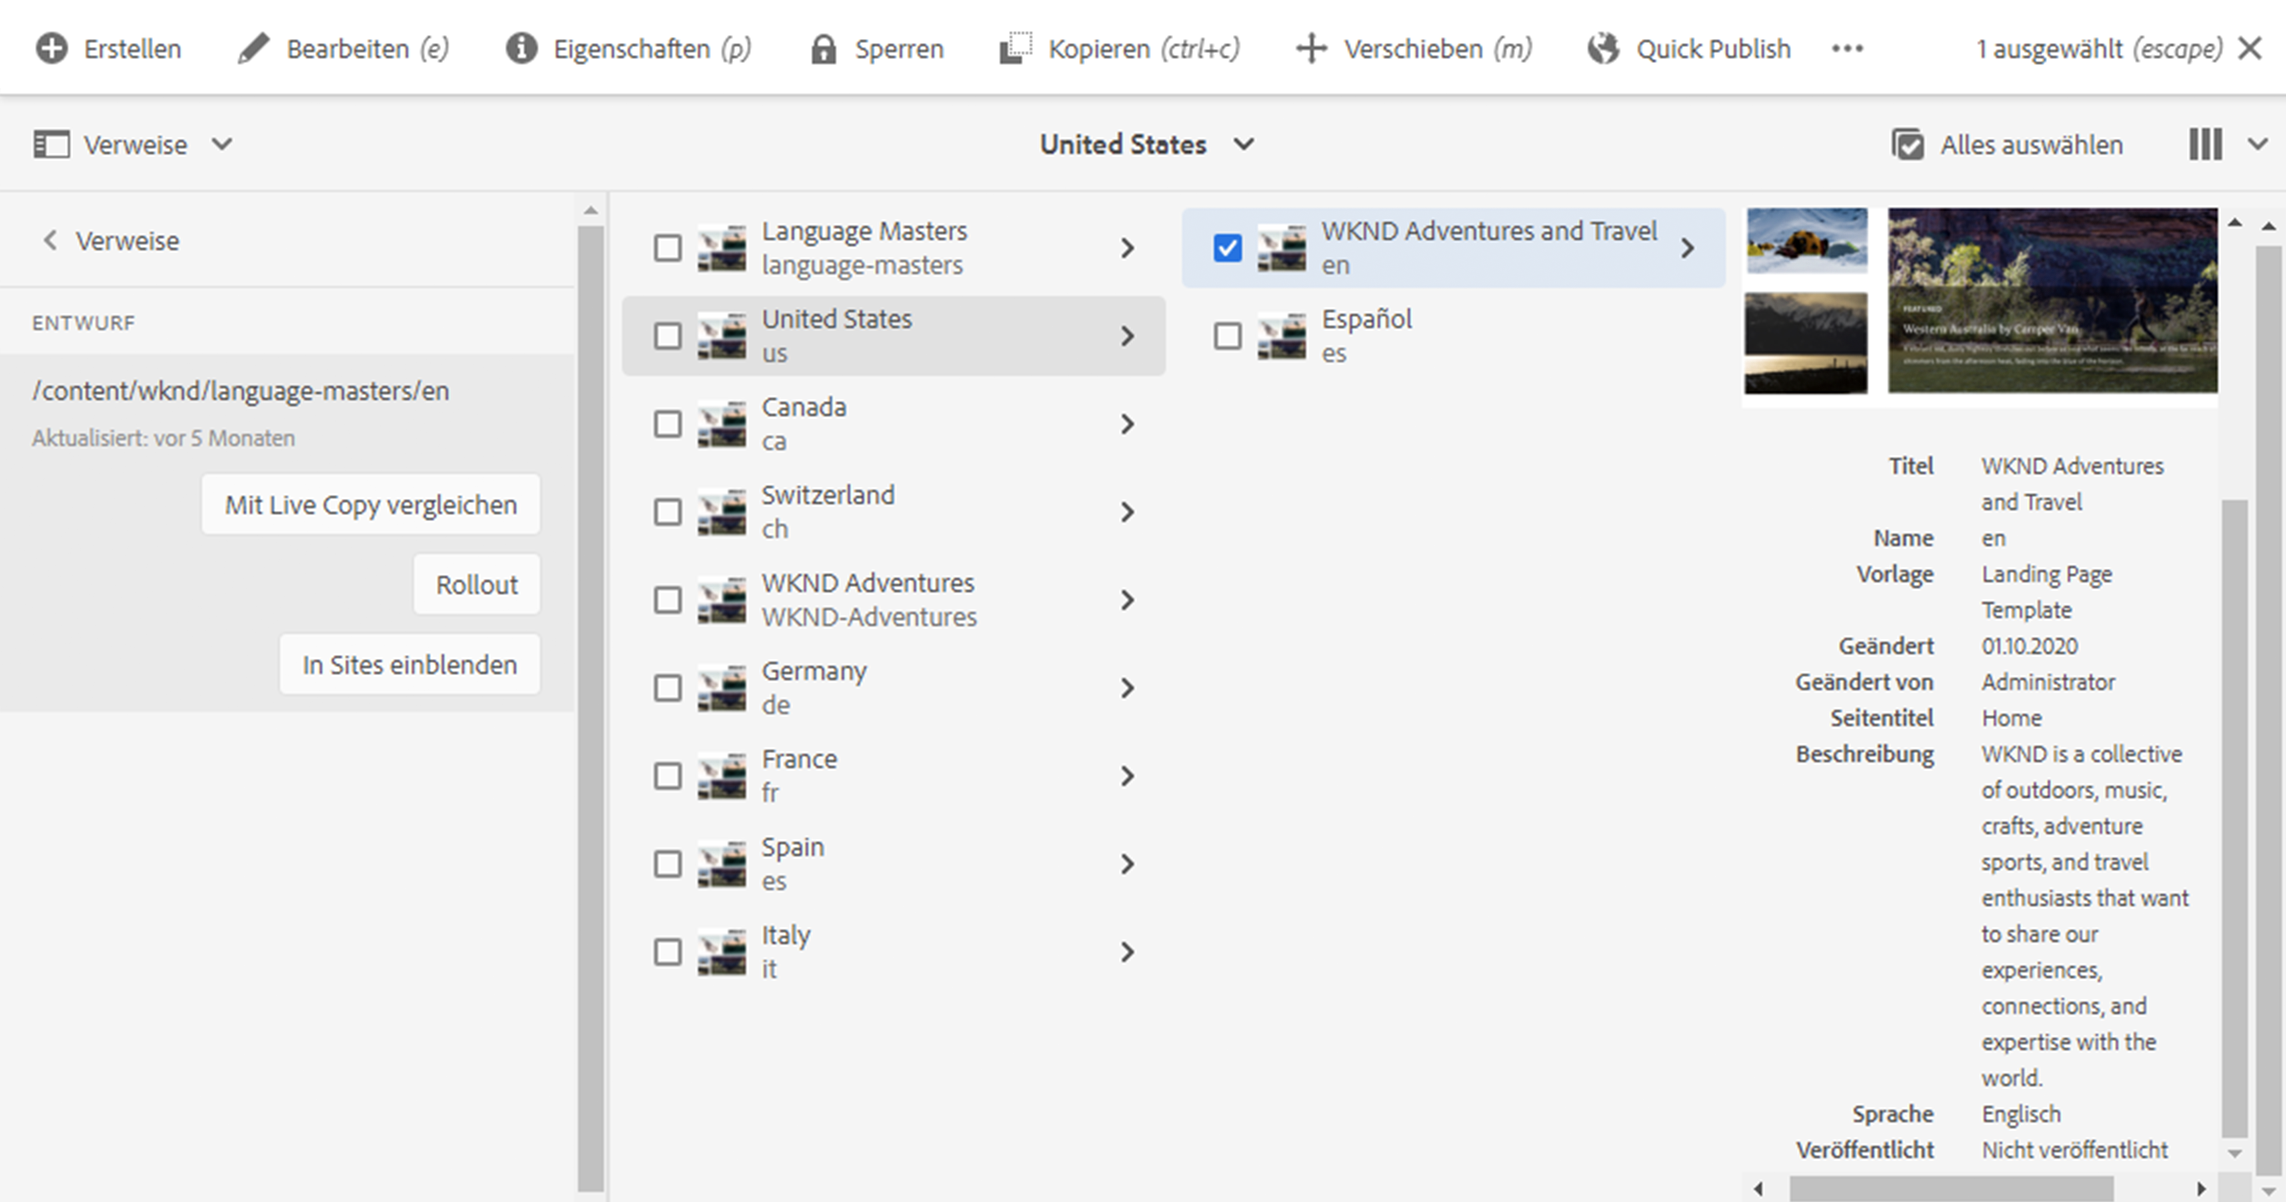 Erstellen
Bearbeiten (e)
Eigenschaften (p)
Sperren
Kopieren (ctrl+c)
Verschieben (m)
Quick Publish
1 ausgewählt (escape)
Verweise
United States
Alles auswählen
Verweise
ENTWURF
/content/wknd/language-masters/en
Aktualisiert: vor 5 Monaten
Mit Live Copy vergleichen
Rollout
In Sites einblenden
Language Masters
language-masters
United States
us
Canada
ca
Switzerland
ch
WKND Adventures
WKND-Adventures
Germany
de
France
fr
Spain
es
Italy
it
WKND Adventures and Travel
en
Español
es
FEATURED
Western Australia by Camper Van
Titel WKND Adventures
and Travel
Name en
Vorlage Landing Page
Template
Geändert 01.10.2020
Geändert von Administrator
Seitentitel Home
Beschreibung WKND is a collective
of outdoors, music,
crafts, adventure
sports, and travel
enthusiasts that want
to share our
experiences,
connections, and
expertise with the
world.
Sprache Englisch
Veröffentlicht Nicht veröffentlicht